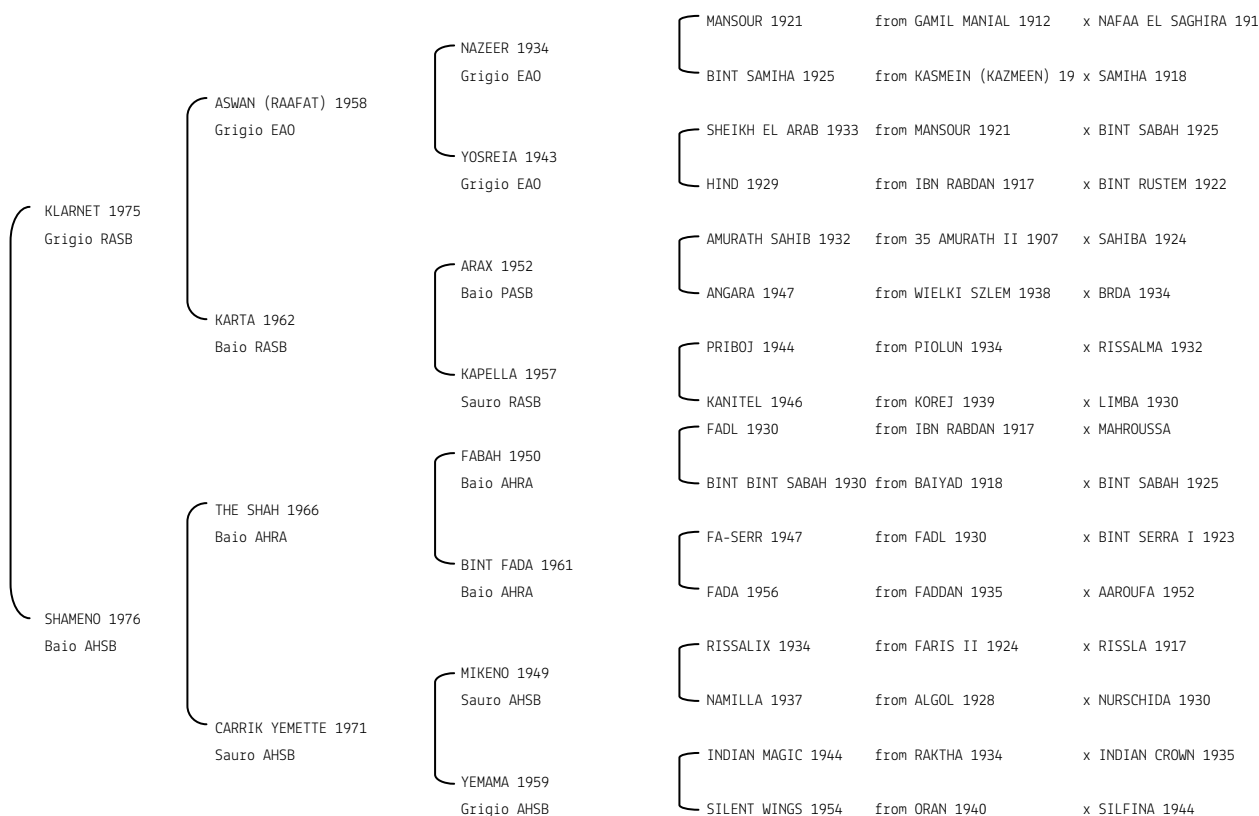 MANSOUR 1921 from GAMIL MANIAL 1912 x NAFAA EL SAGHIRA 191
NAZEER 1934
Grigio EAO
BINT SAMIHA 1925 from KASMEIN (KAZMEEN) 19 x SAMIHA 1918
ASWAN (RAAFAT) 1958
Grigio EAO
SHEIKH EL ARAB 1933 from MANSOUR 1921 x BINT SABAH 1925
YOSREIA 1943
Grigio EAO
HIND 1929 from IBN RABDAN 1917 x BINT RUSTEM 1922
KLARNET 1975
Grigio RASB
AMURATH SAHIB 1932 from 35 AMURATH II 1907 x SAHIBA 1924
ARAX 1952
Baio PASB
ANGARA 1947 from WIELKI SZLEM 1938 x BRDA 1934
KARTA 1962
Baio RASB
PRIBOJ 1944 from PIOLUN 1934 x RISSALMA 1932
KAPELLA 1957
Sauro RASB
KANITEL 1946 from KOREJ 1939 x LIMBA 1930
FADL 1930 from IBN RABDAN 1917 x MAHROUSSA
FABAH 1950
Baio AHRA
BINT BINT SABAH 1930 from BAIYAD 1918 x BINT SABAH 1925
THE SHAH 1966
Baio AHRA
FA-SERR 1947 from FADL 1930 x BINT SERRA I 1923
BINT FADA 1961
Baio AHRA
FADA 1956 from FADDAN 1935 x AAROUFA 1952
SHAMENO 1976
Baio AHSB
RISSALIX 1934 from FARIS II 1924 x RISSLA 1917
MIKENO 1949
Sauro AHSB
NAMILLA 1937 from ALGOL 1928 x NURSCHIDA 1930
CARRIK YEMETTE 1971
Sauro AHSB
INDIAN MAGIC 1944 from RAKTHA 1934 x INDIAN CROWN 1935
YEMAMA 1959
Grigio AHSB
SILENT WINGS 1954 from ORAN 1940 x SILFINA 1944